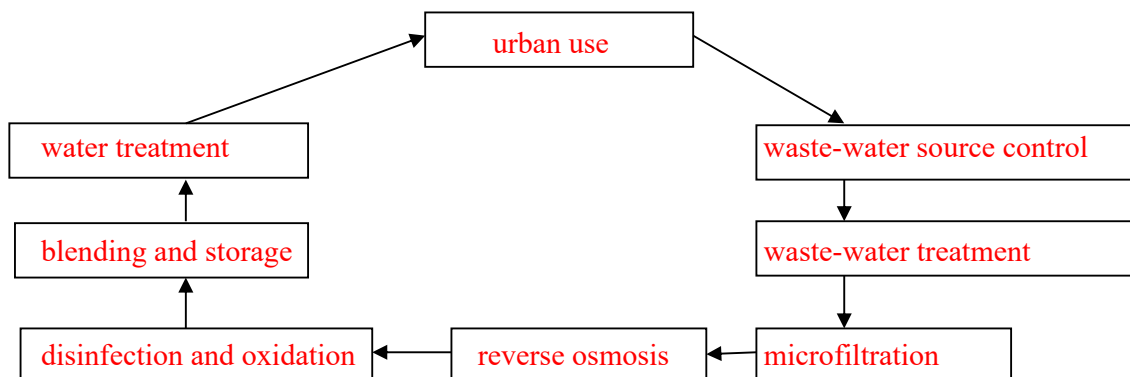 urban use
water treatment
waste-water source control
blending and storage
waste-water treatment
disinfection and oxidation
reverse osmosis
microfiltration